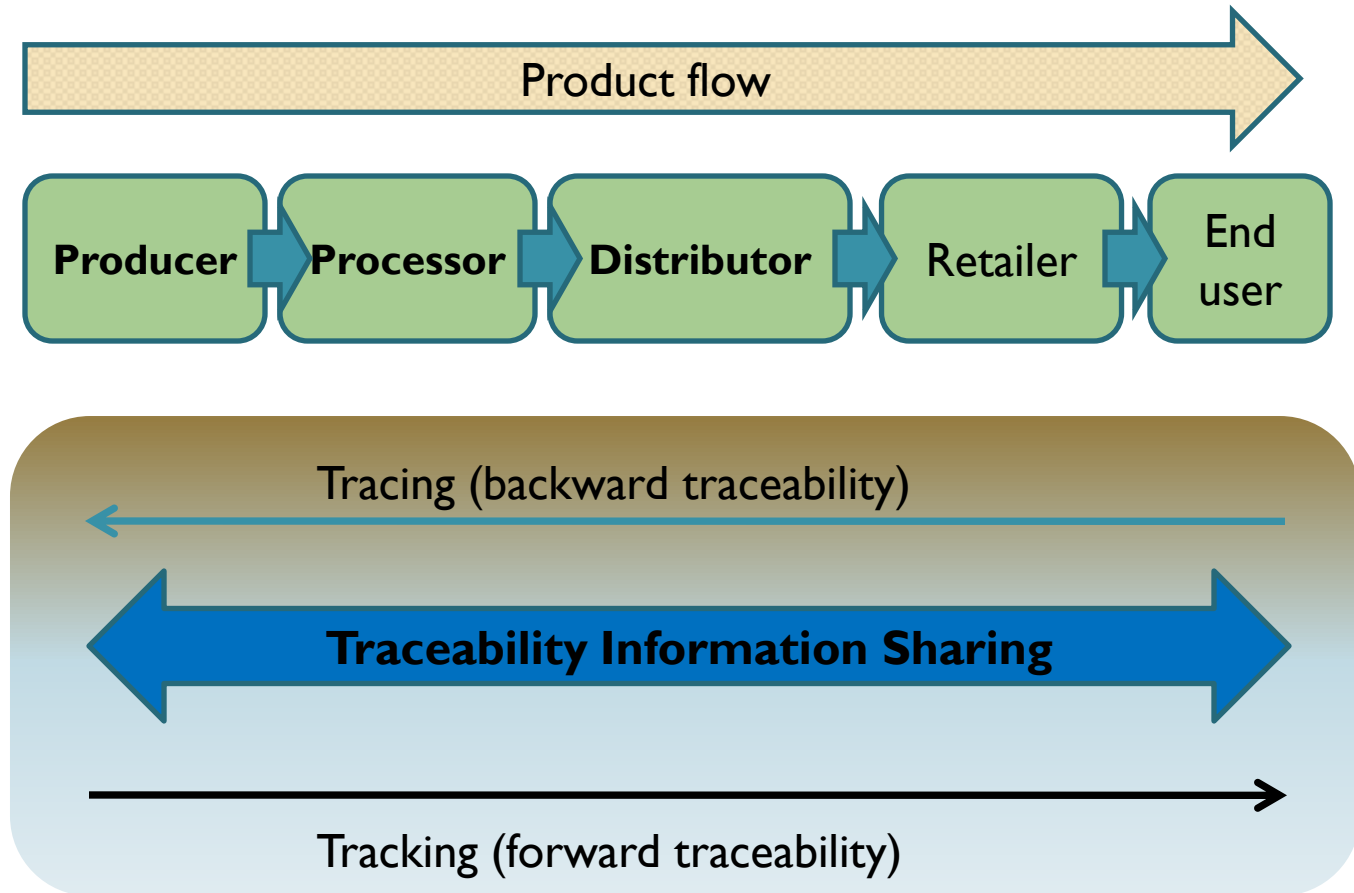 Product flow
Producer
Processor
Distributor
Retailer
End
user
Tracing (backward traceability)
Traceability Information Sharing
Tracking (forward traceability)